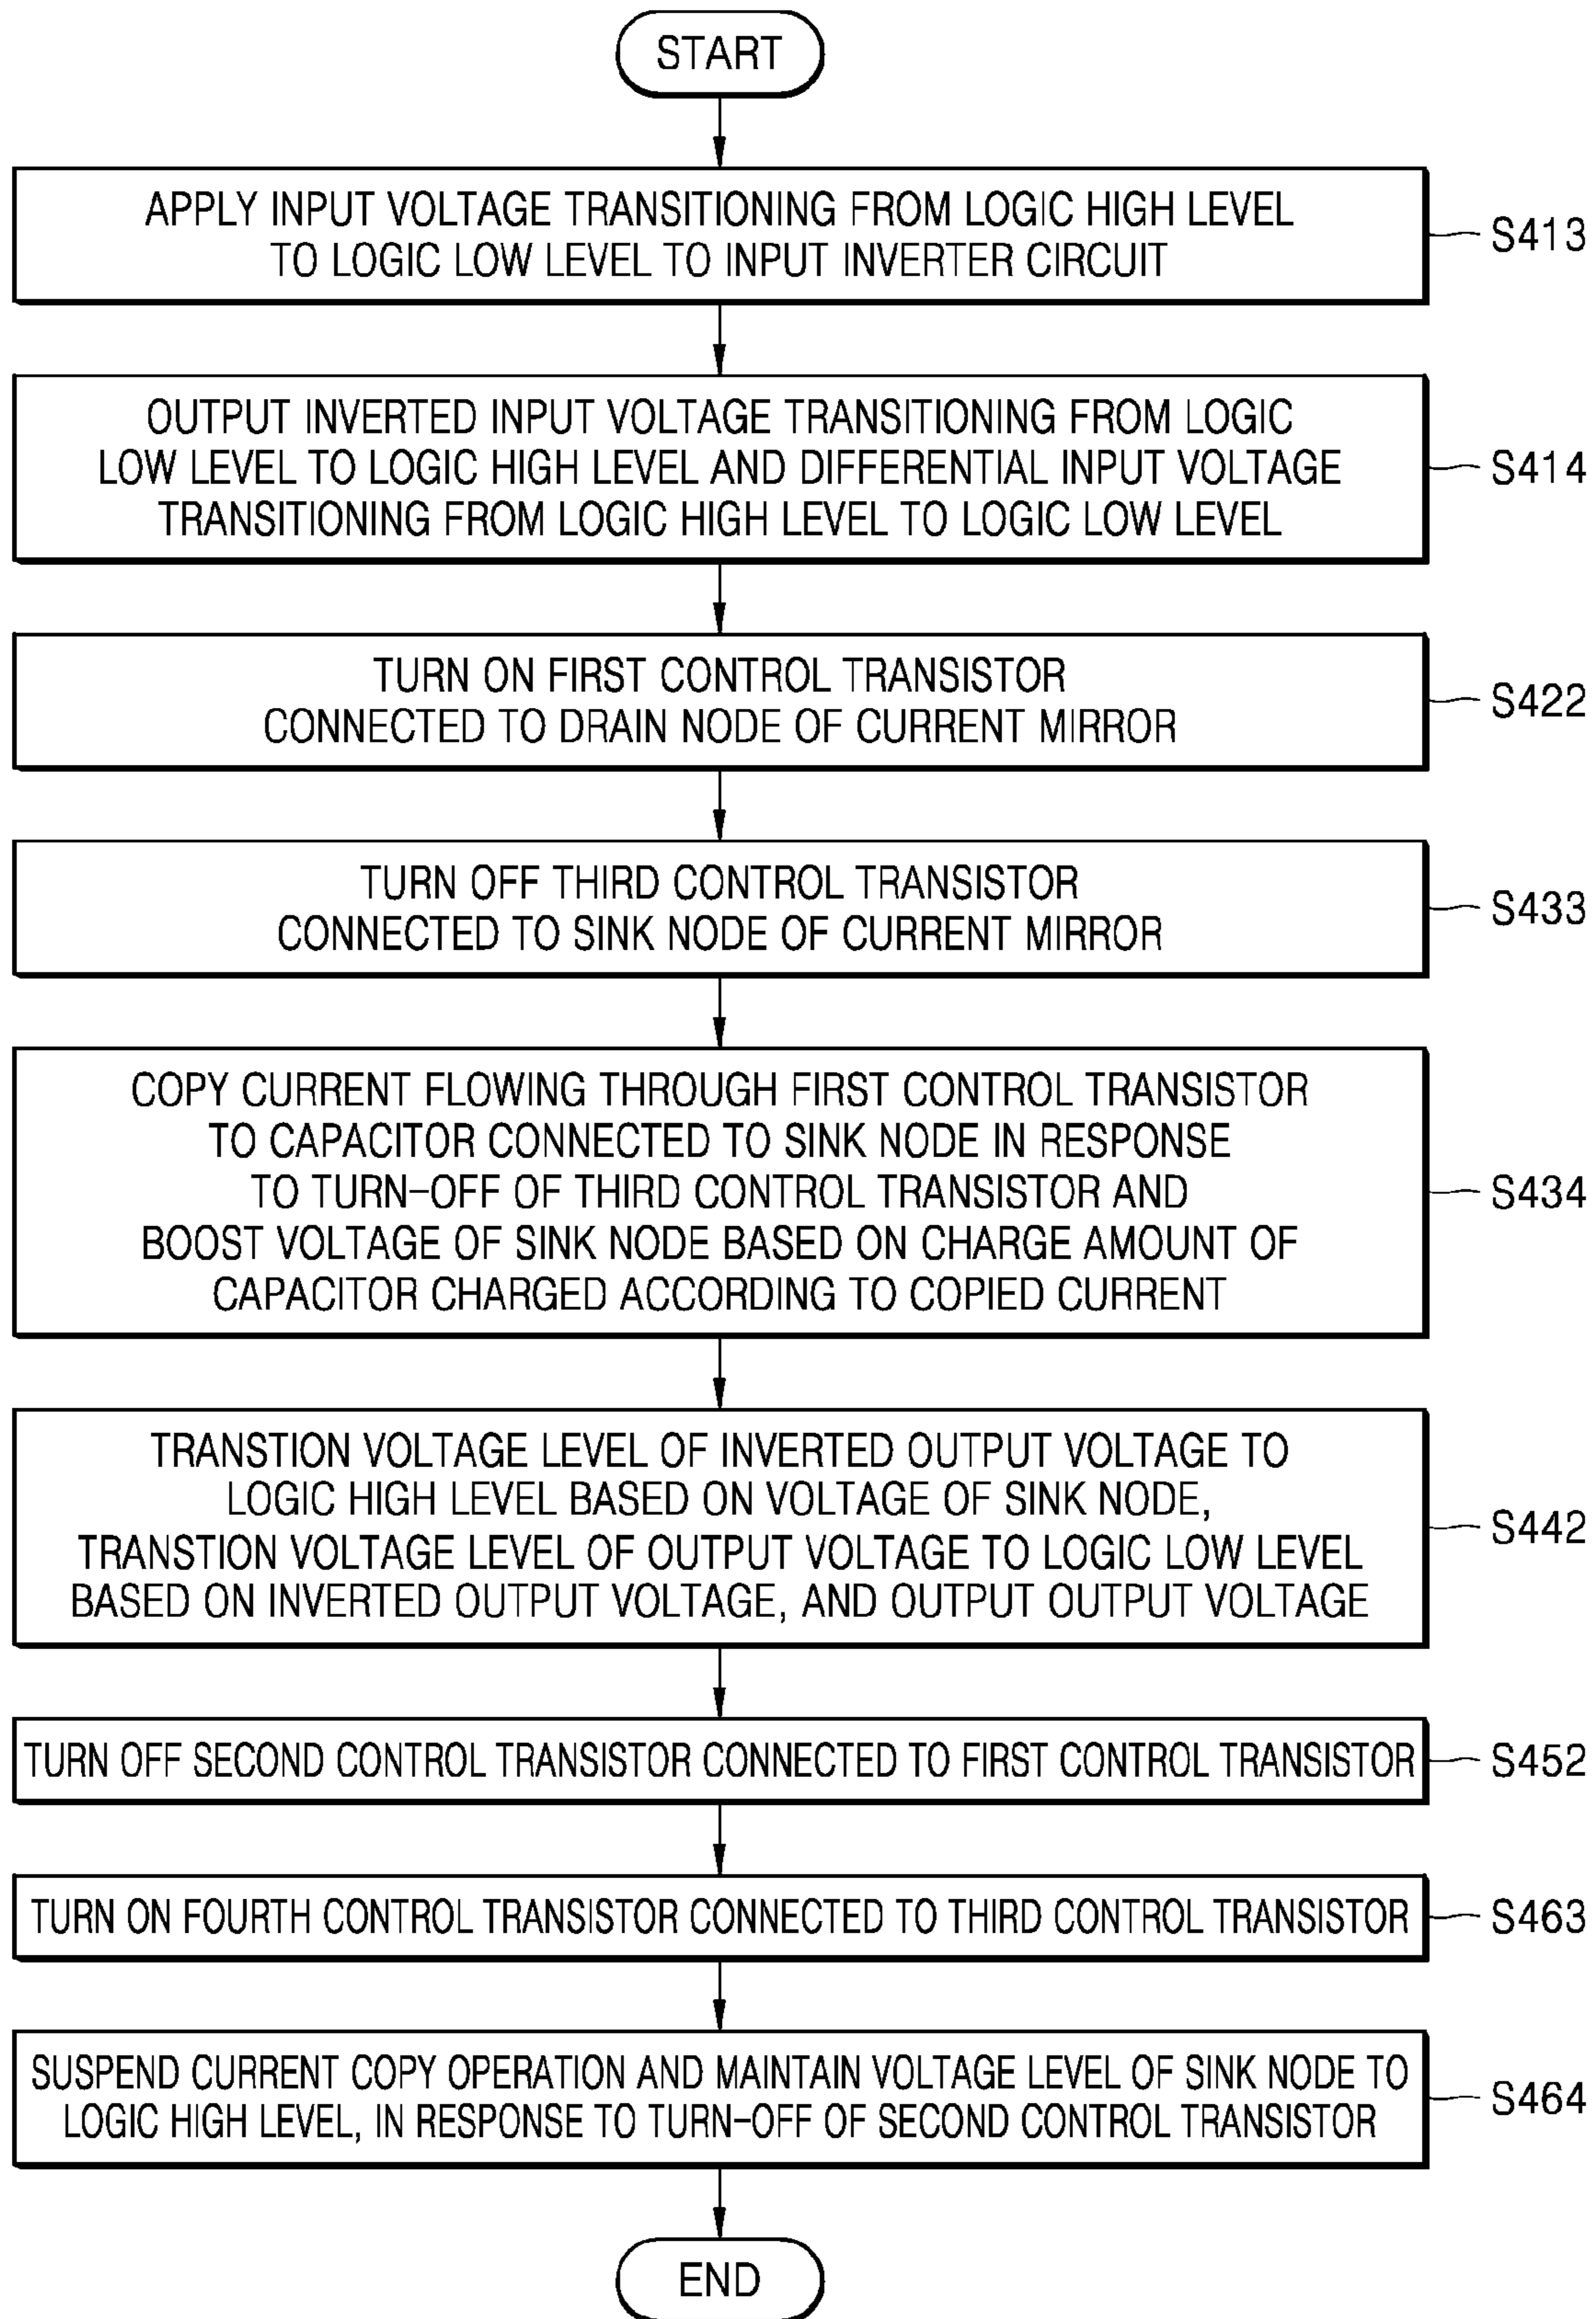 START
APPLY INPUT VOLTAGE TRANSITIONING FROM LOGIC HIGH LEVEL
TO LOGIC LOW LEVEL TO INPUT INVERTER CIRCUIT
S413
OUTPUT INVERTED INPUT VOLTAGE TRANSITIONING FROM LOGIC
LOW LEVEL TO LOGIC HIGH LEVEL AND DIFFERENTIAL INPUT VOLTAGE
TRANSITIONING FROM LOGIC HIGH LEVEL TO LOGIC LOW LEVEL
S414
TURN ON FIRST CONTROL TRANSISTOR
CONNECTED TO DRAIN NODE OF CURRENT MIRROR
S422
TURN OFF THIRD CONTROL TRANSISTOR
CONNECTED TO SINK NODE OF CURRENT MIRROR
S433
COPY CURRENT FLOWING THROUGH FIRST CONTROL TRANSISTOR
TO CAPACITOR CONNECTED TO SINK NODE IN RESPONSE
TO TURN-OFF OF THIRD CONTROL TRANSISTOR AND
BOOST VOLTAGE OF SINK NODE BASED ON CHARGE AMOUNT OF
CAPACITOR CHARGED ACCORDING TO COPIED CURRENT
S434
TRANSTION VOLTAGE LEVEL OF INVERTED OUTPUT VOLTAGE TO
LOGIC HIGH LEVEL BASED ON VOLTAGE OF SINK NODE,
TRANSTION VOLTAGE LEVEL OF OUTPUT VOLTAGE TO LOGIC LOW LEVEL
BASED ON INVERTED OUTPUT VOLTAGE, AND OUTPUT OUTPUT VOLTAGE
S442
TURN OFF SECOND CONTROL TRANSISTOR CONNECTED TO FIRST CONTROL TRANSISTOR
S452
TURN ON FOURTH CONTROL TRANSISTOR CONNECTED TO THIRD CONTROL TRANSISTOR
S463
SUSPEND CURRENT COPY OPERATION AND MAINTAIN VOLTAGE LEVEL OF SINK NODE TO
LOGIC HIGH LEVEL, IN RESPONSE TO TURN-OFF OF SECOND CONTROL TRANSISTOR
S464
END